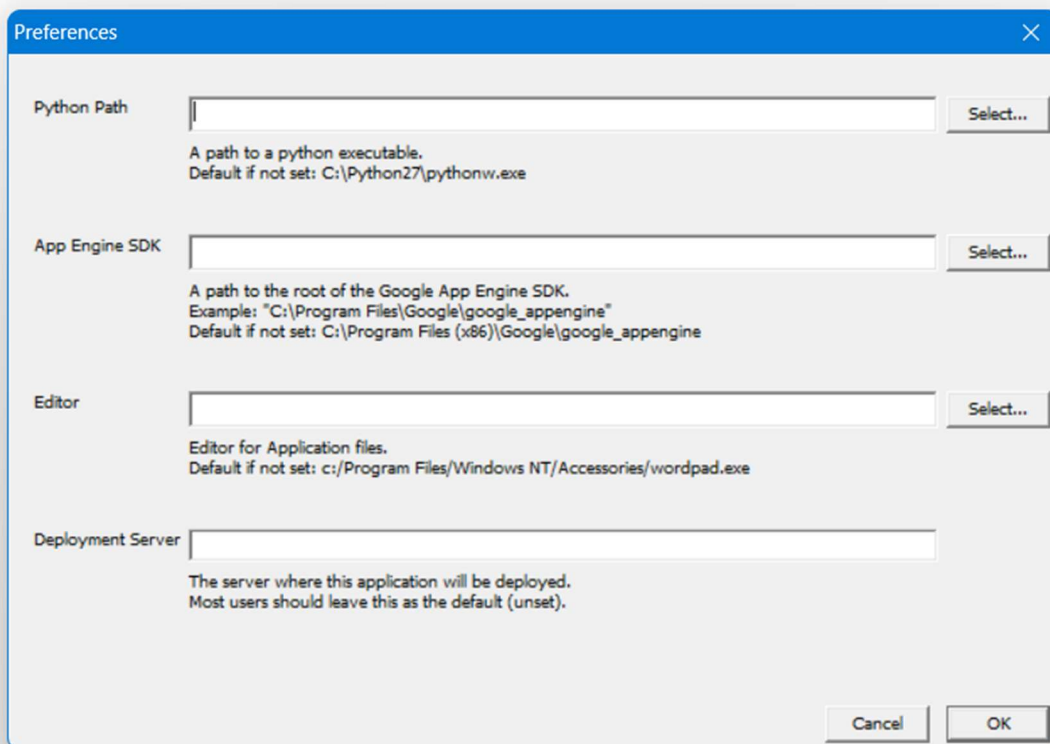 Preferences
Python Path
Select...
A path to a python executable.
Default if not set: C:\Python27\pythonw.exe
App Engine SDK
Select...
A path to the root of the Google App Engine SDK.
Example: "C:\Program Files\Google\google_appengine"
Default if not set: C:\Program Files (x86)\Google\google_appengine
Editor
Select...
Editor for Application files.
Default if not set: c:/Program Files/Windows NT/Accessories/wordpad.exe
Deployment Server
The server where this application will be deployed.
Most users should leave this as the default (unset).
Cancel OK